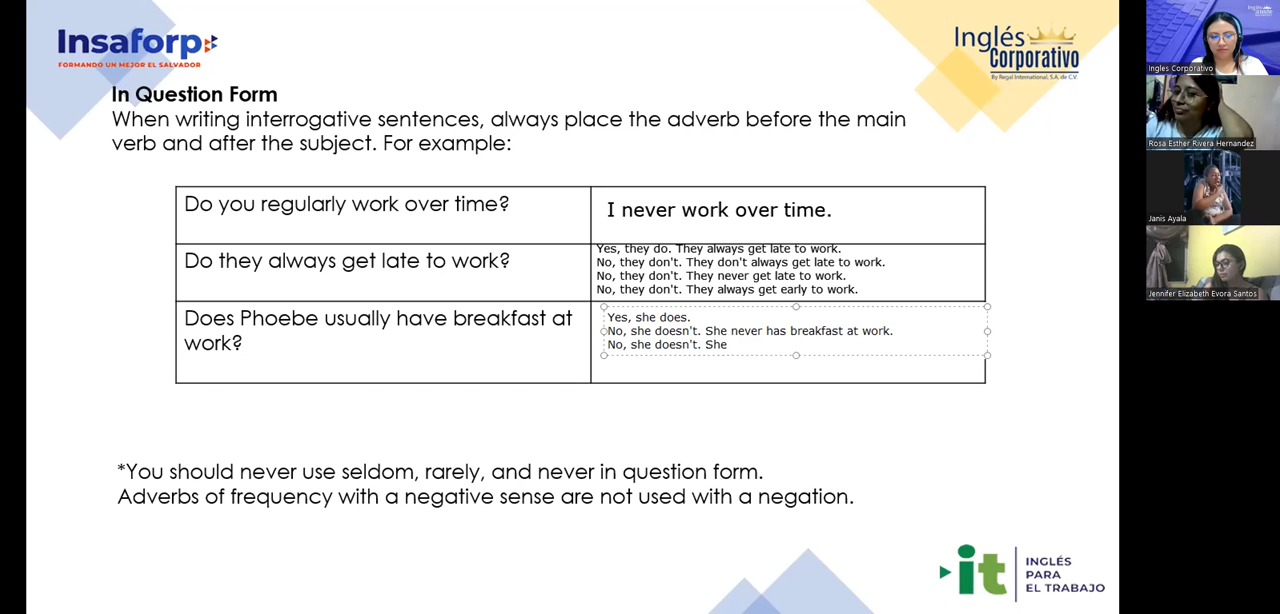 Insaforp
FORMANDO UN MEJOR EL SALVADOR
Inglés
Corporativo
By Regal International, S.A. de C.V.
In Question Form
When writing interrogative sentences, always place the adverb before the main
verb and after the subject. For example:
Do you regularly work over time?
I never work over time.
Do they always get late to work?
Yes, they do. They always get late to work.
No, they don't. They don't always get late to work.
No, they don't. They never get late to work.
No, they don't. They always get early to work.
Does Phoebe usually have breakfast at
work?
Yes, she does.
No, she doesn't. She never has breakfast at work.
No, she doesn't. She
*You should never use seldom, rarely, and never in question form.
Adverbs of frequency with a negative sense are not used with a negation.
it
INGLÉS
PARA
EL TRABAJO
Ingles Corporativo
Rosa Esther Rivera Hernandez
Janis Ayala
Jennifer Elizabeth Evora Santos